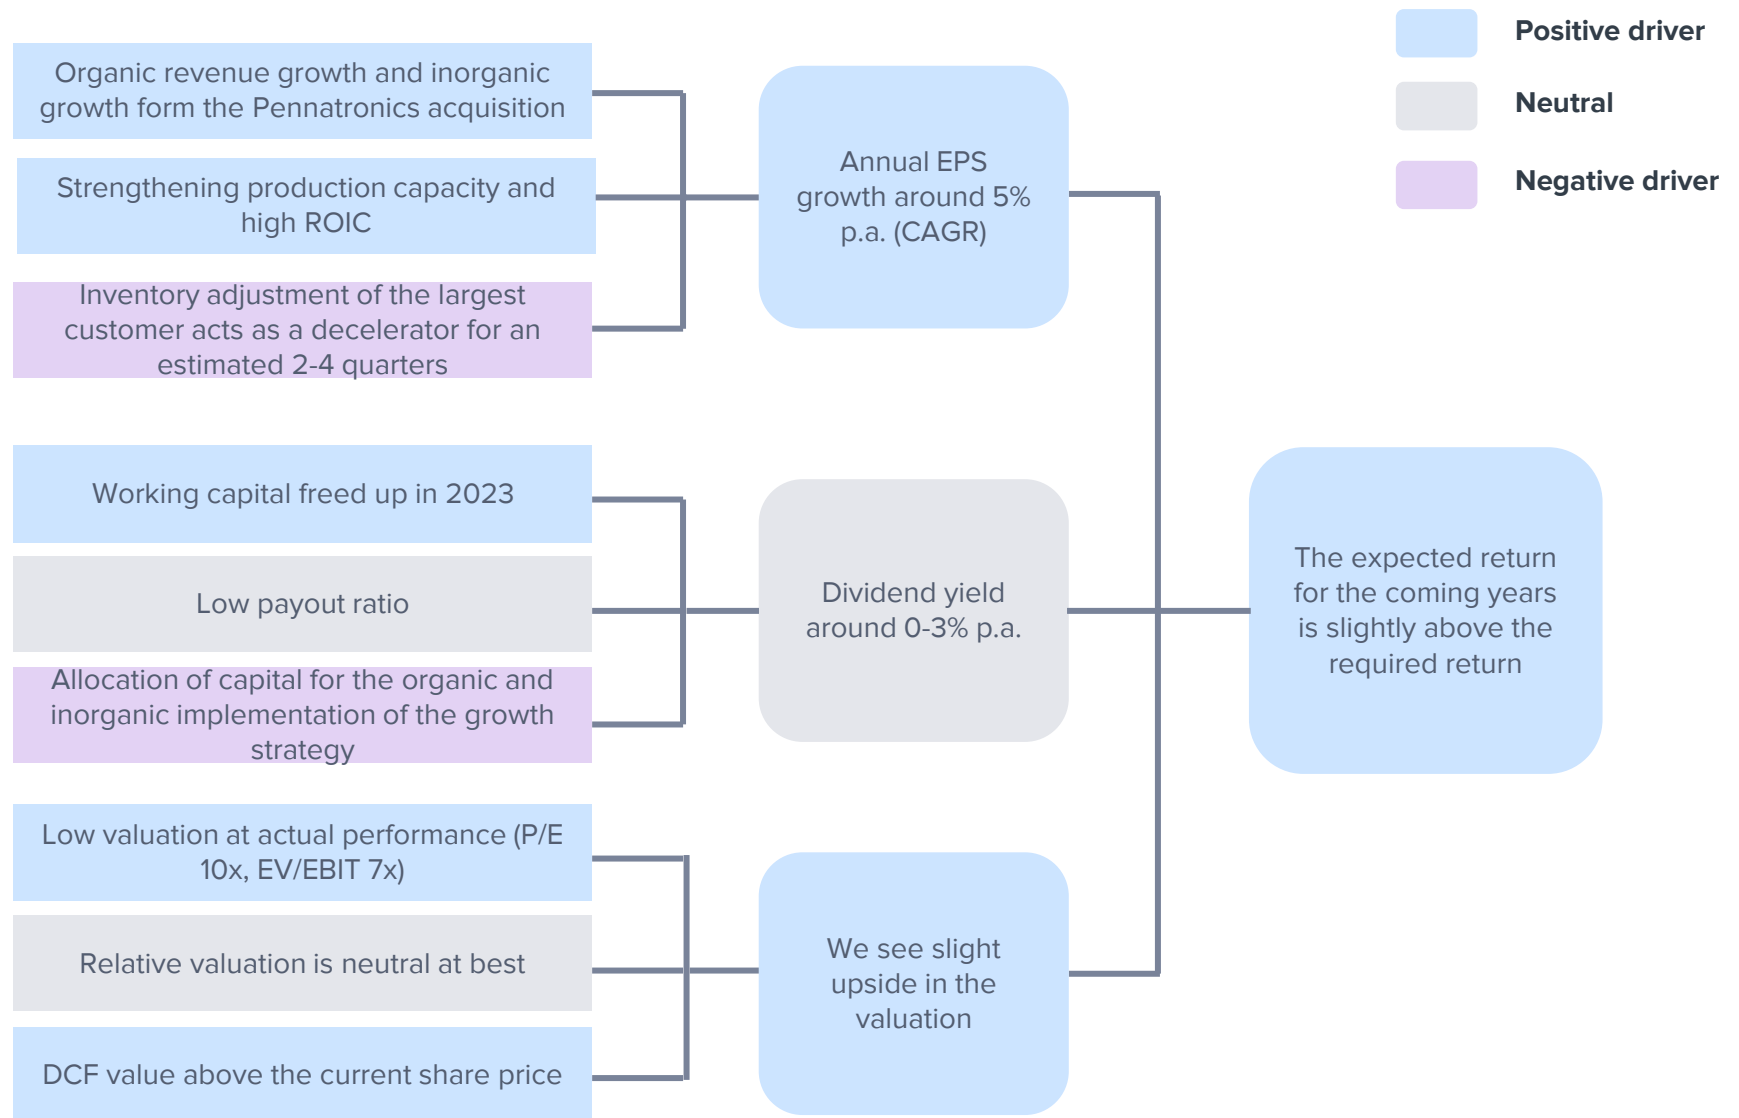 Positive driver
Neutral
Negative driver
Organic revenue growth and inorganic
growth form the Pennatronics acquisition
Strengthening production capacity and
high ROIC
Inventory adjustment of the largest
customer acts as a decelerator for an
estimated 2-4 quarters
Annual EPS
growth around 5%
p.a. (CAGR)
Working capital freed up in 2023
Low payout ratio
Allocation of capital for the organic and
inorganic implementation of the growth
strategy
Dividend yield
around 0-3% p.a.
Low valuation at actual performance (P/E
10x, EV/EBIT 7x)
Relative valuation is neutral at best
DCF value above the current share price
We see slight
upside in the
valuation
The expected return
for the coming years
is slightly above the
required return